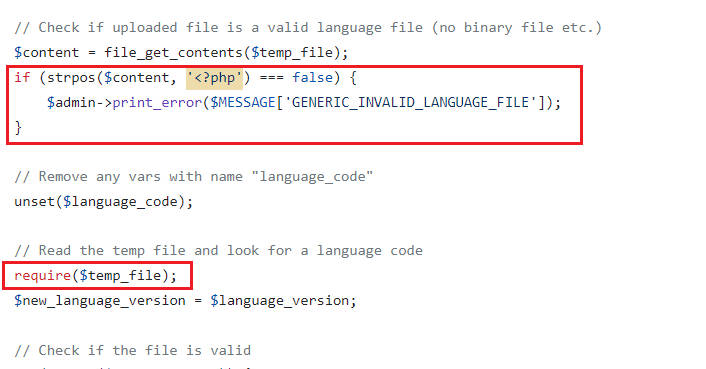 // Check if uploaded file is a valid language file (no binary file etc.)
$content = file_get_contents($temp_file);
if (strpos($content, '<?php') === false) {
$admin->print_error($MESSAGE['GENERIC_INVALID_LANGUAGE_FILE']);
}
// Remove any vars with name "language_code"
unset($language_code);
// Read the temp file and look for a language code
require($temp_file);
$new_language_version = $language_version;
// Check if the file is valid